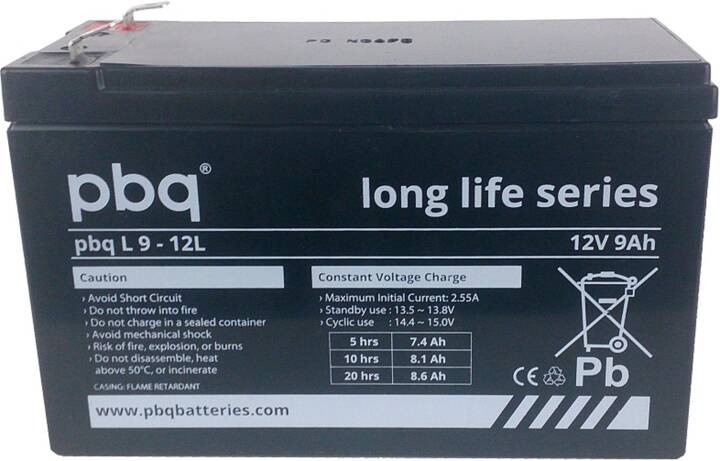 pbq®
long life series
pbq L 9 - 12L
12V 9Ah
Caution
› Avoid Short Circuit
› Do not throw into fire
› Do not charge in a sealed container
› Avoid mechanical shock
› Risk of fire, explosion, or burns
› Do not disassemble, heat
above 50°C, or incinerate
CASING: FLAME RETARDANT
Constant Voltage Charge
› Maximum Initial Current: 2.55A
› Standby use : 13.5 ~ 13.8V
› Cyclic use : 14.4 ~ 15.0V
5 hrs 7.4 Ah
10 hrs 8.1 Ah
20 hrs 8.6 Ah
CE Pb
www.pbqbatteries.com